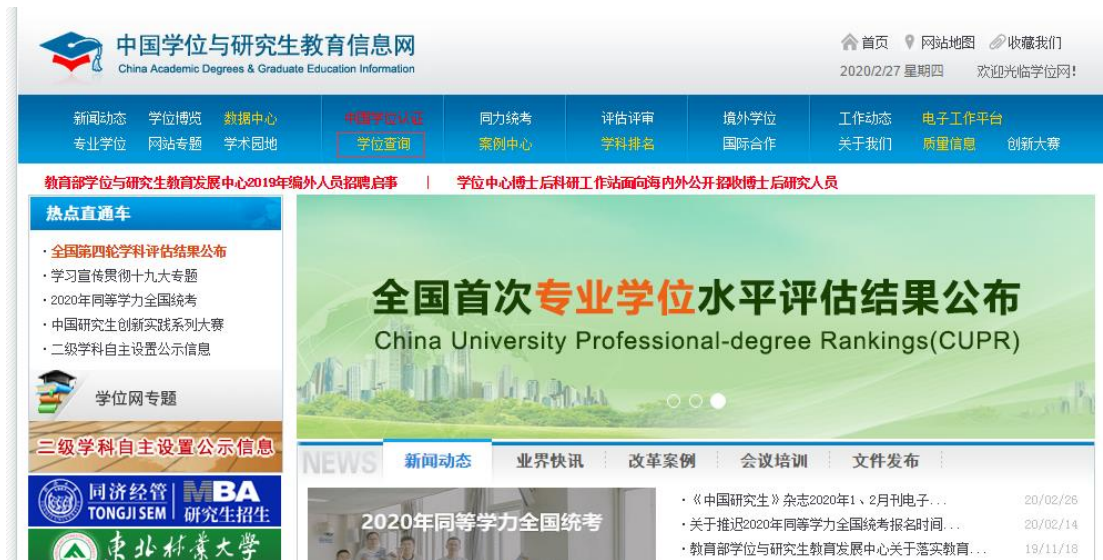 中国学位与研究生教育信息网
China Academic Degrees & Graduate Education Information
首页 网站地图 收藏我们
2020/2/27 星期四 欢迎光临学位网!
新闻动态 学位博览 数据中心 中国学位认证 同力统考 评估评审 境外学位 工作动态 电子工作平台
专业学位 网站专题 学术园地 学位查询 案例中心 学科排名 国际合作 关于我们 质量信息 创新大赛
教育部学位与研究生教育发展中心2019年编外人员招聘启事 | 学位中心博士后科研工作站面向海内外公开招收博士后研究人员
热点直通车
· 全国第四轮学科评估结果公布
· 学习宣传贯彻十九大专题
· 2020年同等学力全国统考
· 中国研究生创新实践系列大赛
· 二级学科自主设置公示信息
学位网专题
二级学科自主设置公示信息
同济经管 MBA
TONGJI SEM 研究生招生
东北林业大学
全国首次专业学位水平评估结果公布
China University Professional-degree Rankings(CUPR)
NEWS 新闻动态 业界快讯 改革案例 会议培训 文件发布
2020年同等学力全国统考
· 《中国研究生》杂志2020年1、2月刊电子... 20/02/26
· 关于推迟2020年同等学力全国统考报名时间... 20/02/14
· 教育部学位与研究生教育发展中心关于落实教育... 19/11/18